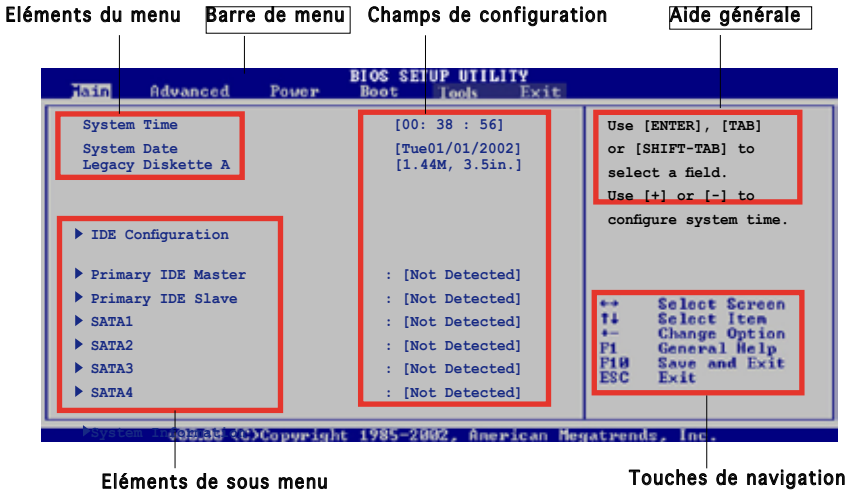 Eléments du menu Barre de menu Champs de configuration Aide générale
BIOS SETUP UTILITY
Main Advanced Power Boot Tools Exit
System Time [00: 38 : 56]
System Date [Tue01/01/2002]
Legacy Diskette A [1.44M, 3.5in.]
Use [ENTER], [TAB]
or [SHIFT-TAB] to
select a field.
Use [+] or [-] to
configure system time.
IDE Configuration
Primary IDE Master : [Not Detected]
Primary IDE Slave : [Not Detected]
SATA1 : [Not Detected]
SATA2 : [Not Detected]
SATA3 : [Not Detected]
SATA4 : [Not Detected]
↔ Select Screen
↑↓ Select Item
+- Change Option
F1 General Help
F10 Save and Exit
ESC Exit
System
(C)Copyright 1985-2002, American Megatrends, Inc.
Eléments de sous menu Touches de navigation